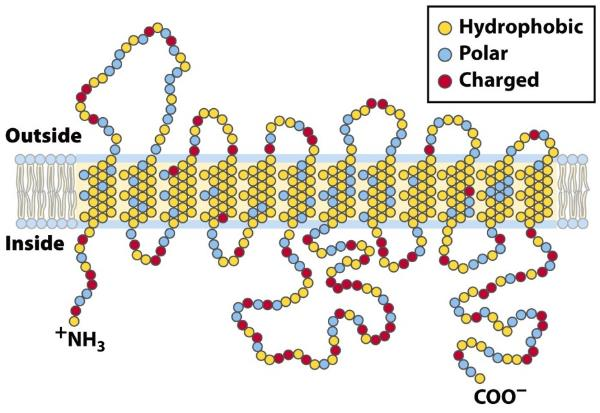 Hydrophobic
Polar
Charged
Outside
Inside
⁺NH₃
COO⁻